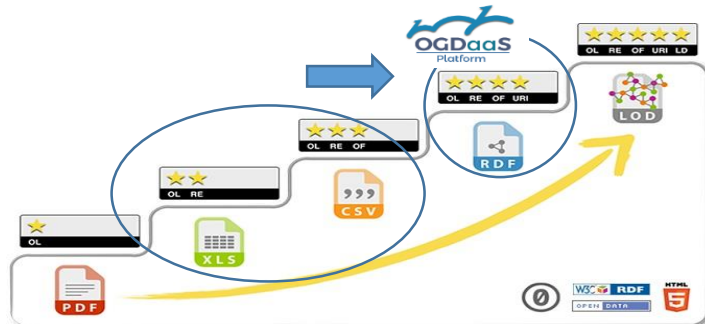 OL
PDF
OL RE
XLS
OL RE OF
,,,
CSV
OGDaaS
Platform
OL RE OF URI
RDF
OL RE OF URI LD
LOD
0
W3C RDF
OPEN DATA
HTML
5